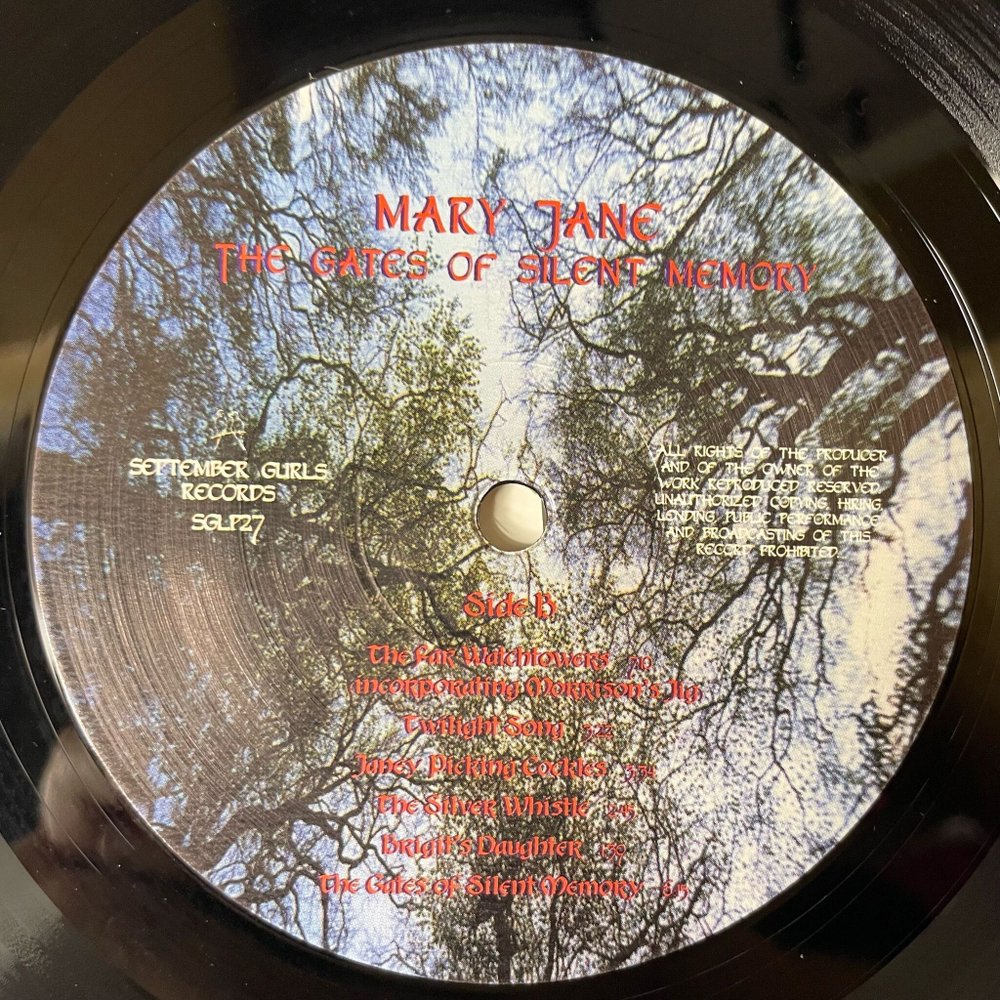 MARY JANE
THE GATES OF SILENT MEMORY
SEPTEMBER GURLS
RECORDS
SGLP27
ALL RIGHTS OF THE PRODUCER
AND OF THE OWNER OF THE
WORK REPRODUCED RESERVED.
UNAUTHORIZED COPYING, HIRING,
LENDING, PUBLIC PERFORMANCE
AND BROADCASTING OF THIS
RECORD PROHIBITED...
Side B
The Far Watchtowers
(incorporating Morrison's Jig)
Twilight Song 3:22
Janey Picking Cockles
The Silver Whistle
Brigit's Daughter
The Gates of Silent Memory